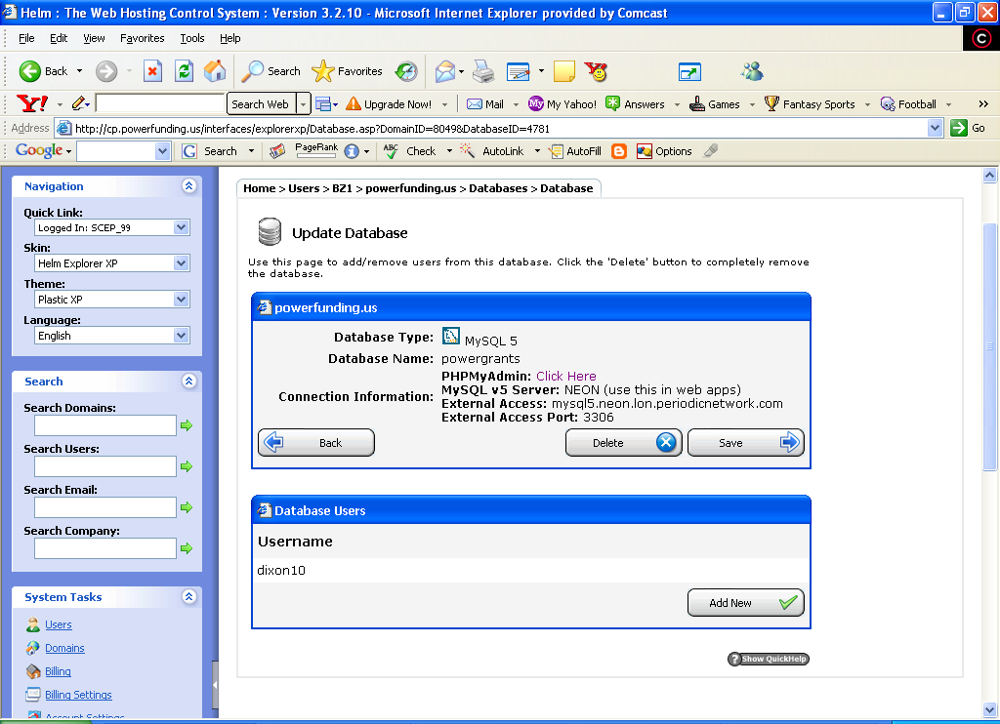 Helm : The Web Hosting Control System : Version 3.2.10 - Microsoft Internet Explorer provided by Comcast
File Edit View Favorites Tools Help
C
Back Search Favorites
Y! Search Web Upgrade Now! Mail My Yahoo! Answers Games Fantasy Sports Football »
Address http://cp.powerfunding.us/interfaces/explorerxp/Database.asp?DomainID=8049&DatabaseID=4781 Go
Google G Search PageRank ABC Check AutoLink AutoFill Options
Navigation
Quick Link:
Logged In: SCEP_99
Skin:
Helm Explorer XP
Theme:
Plastic XP
Language:
English
Search
Search Domains:
Search Users:
Search Email:
Search Company:
System Tasks
Users
Domains
Billing
Billing Settings
Account Settings
Home > Users > BZ1 > powerfunding.us > Databases > Database
Update Database
Use this page to add/remove users from this database. Click the 'Delete' button to completely remove
the database.
powerfunding.us
Database Type: MySQL 5
Database Name: powergrants
Connection Information:
PHPMyAdmin: Click Here
MySQL v5 Server: NEON (use this in web apps)
External Access: mysql5.neon.lon.periodicnetwork.com
External Access Port: 3306
Back Delete Save
Database Users
Username
dixon10
Add New
? Show QuickHelp